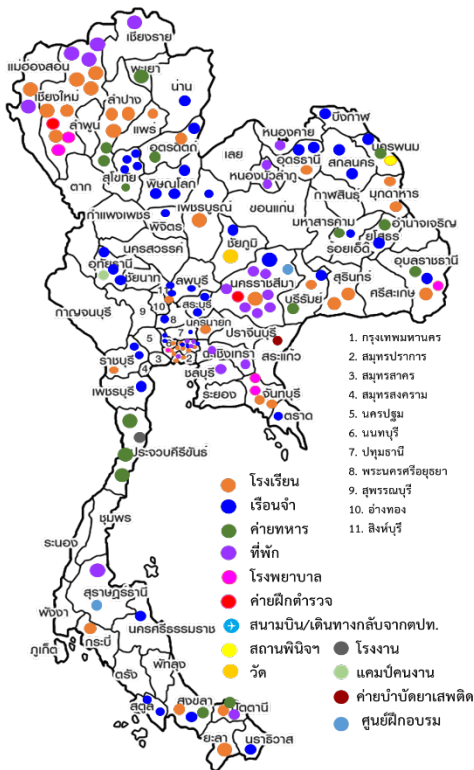 เชียงราย
แม่ฮ่องสอน
พะเยา
เชียงใหม่
น่าน
ลำปาง
ลำพูน
แพร่
บึงกาฬ
หนองคาย
อุตรดิตถ์
เลย
อุดรธานี
นครพนม
สกลนคร
สุโขทัย
หนองบัวลำภู
ตาก
พิษณุโลก
มุกดาหาร
เพชรบูรณ์
ขอนแก่น
กาฬสินธุ์
กำแพงเพชร
พิจิตร
มหาสารคาม
อำนาจเจริญ
ยโสธร
ร้อยเอ็ด
นครสวรรค์
ชัยภูมิ
อุทัยธานี
อุบลราชธานี
ชัยนาท
ลพบุรี
นครราชสีมา
สุรินทร์
ศรีสะเกษ
บุรีรัมย์
11
10
สระบุรี
กาญจนบุรี
9
8
นครนายก
7
ปราจีนบุรี
5
6
1
ฉะเชิงเทรา
สระแก้ว
ราชบุรี
3
2
4
ชลบุรี
เพชรบุรี
ระยอง
จันทบุรี
ตราด
ประจวบคีรีขันธ์
ชุมพร
ระนอง
สุราษฎร์ธานี
พังงา
นครศรีธรรมราช
กระบี่
ภูเก็ต
พัทลุง
ตรัง
สงขลา
ปัตตานี
สตูล
ยะลา
นราธิวาส
1. กรุงเทพมหานคร
2. สมุทรปราการ
3. สมุทรสาคร
4. สมุทรสงคราม
5. นครปฐม
6. นนทบุรี
7. ปทุมธานี
8. พระนครศรีอยุธยา
9. สุพรรณบุรี
10. อ่างทอง
11. สิงห์บุรี
โรงเรียน
เรือนจำ
ค่ายทหาร
ที่พัก
โรงพยาบาล
ค่ายฝึกตำรวจ
สนามบิน/เดินทางกลับจากตปท.
สถานพินิจฯ
วัด
โรงงาน
แคมป์คนงาน
ค่ายบำบัดยาเสพติด
ศูนย์ฝึกอบรม